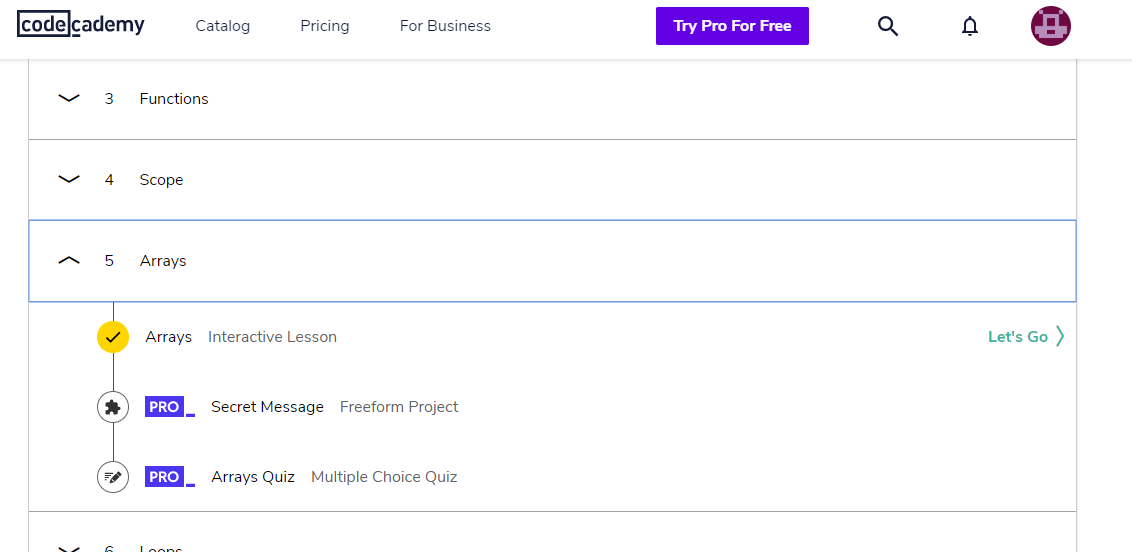 codecademy Catalog Pricing For Business Try Pro For Free
3 Functions
4 Scope
5 Arrays
Arrays Interactive Lesson Let's Go
PRO Secret Message Freeform Project
PRO Arrays Quiz Multiple Choice Quiz
6 Loops